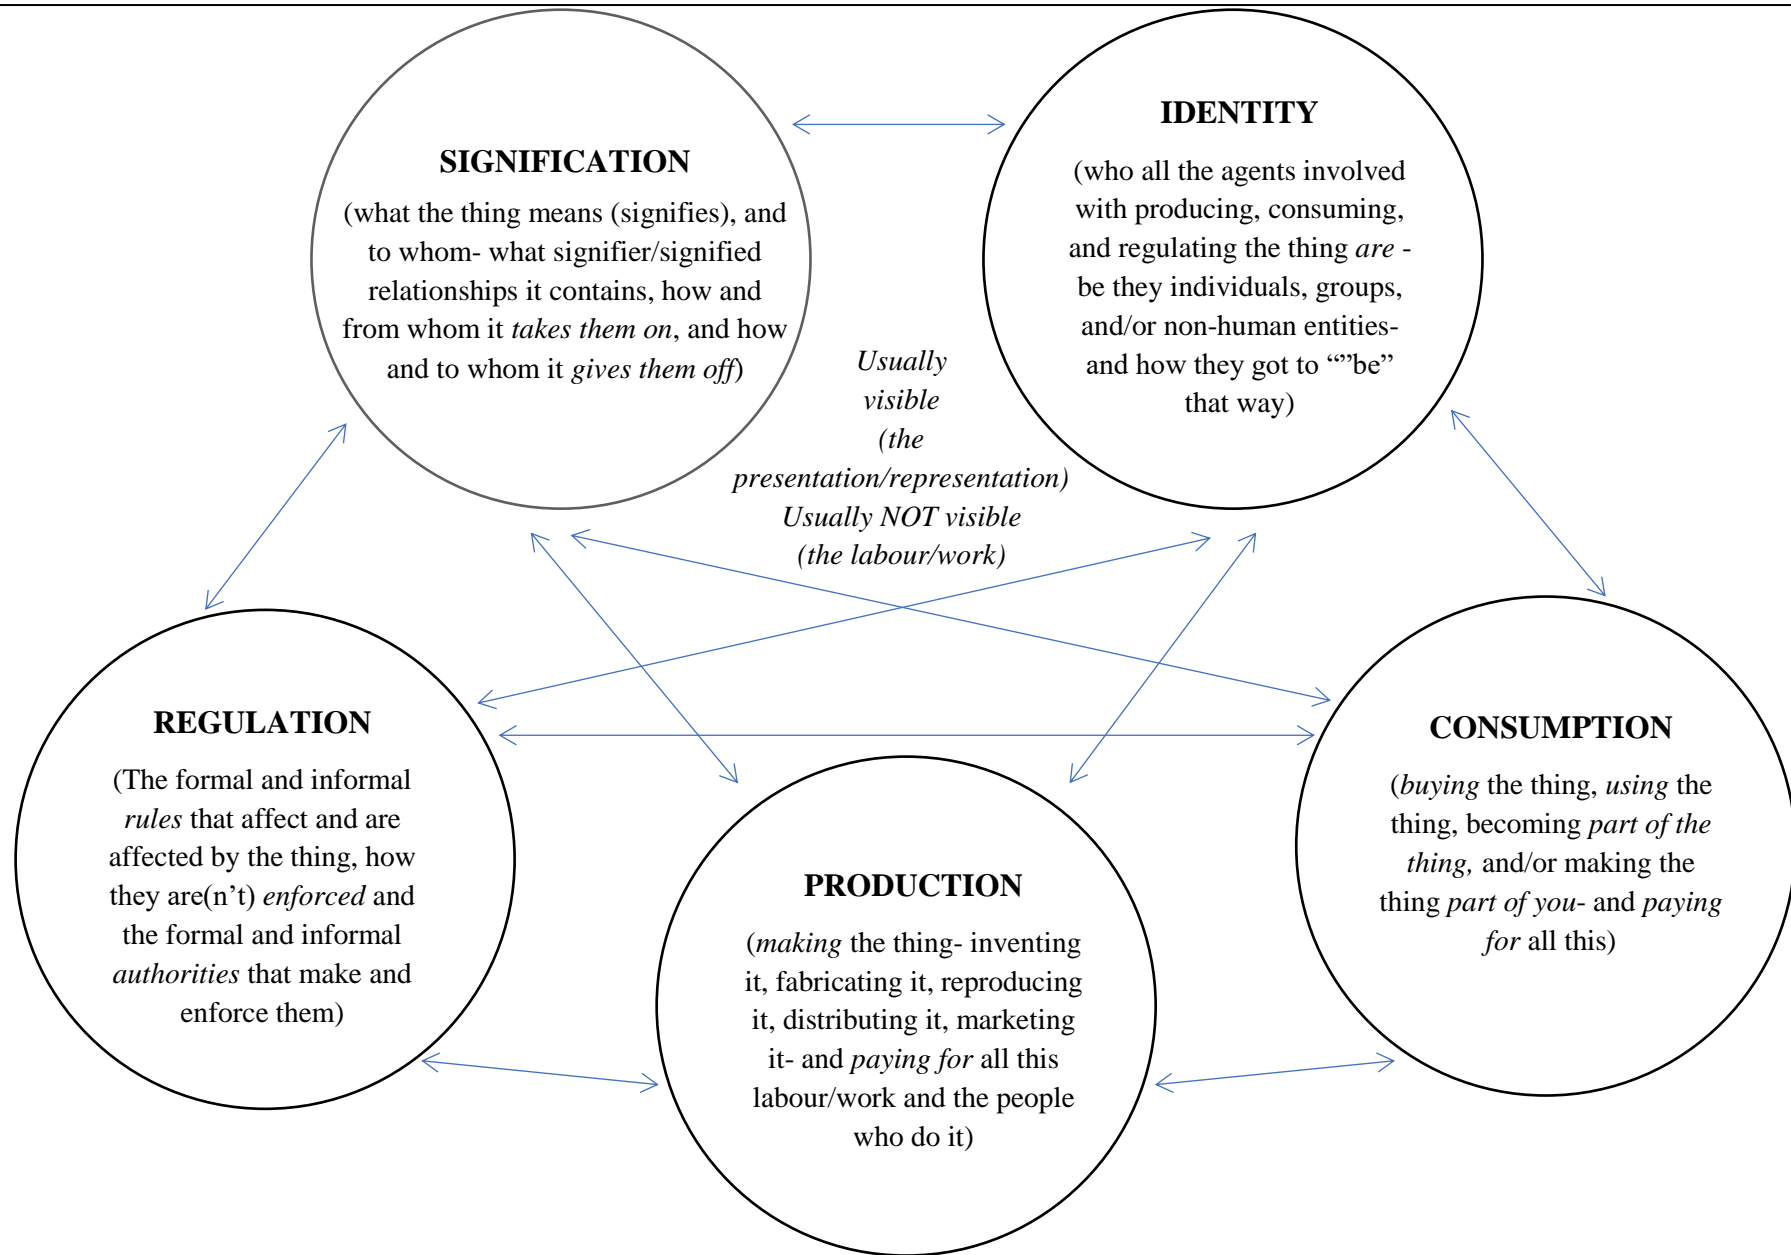 SIGNIFICATION
(what the thing means (signifies), and
to whom- what signifier/signified
relationships it contains, how and
from whom it takes them on, and how
and to whom it gives them off)
IDENTITY
(who all the agents involved
with producing, consuming,
and regulating the thing are -
be they individuals, groups,
and/or non-human entities-
and how they got to “”be”
that way)
Usually
visible
(the
presentation/representation)
Usually NOT visible
(the labour/work)
REGULATION
(The formal and informal
rules that affect and are
affected by the thing, how
they are(n’t) enforced and
the formal and informal
authorities that make and
enforce them)
PRODUCTION
(making the thing- inventing
it, fabricating it, reproducing
it, distributing it, marketing
it- and paying for all this
labour/work and the people
who do it)
CONSUMPTION
(buying the thing, using the
thing, becoming part of the
thing, and/or making the
thing part of you- and paying
for all this)